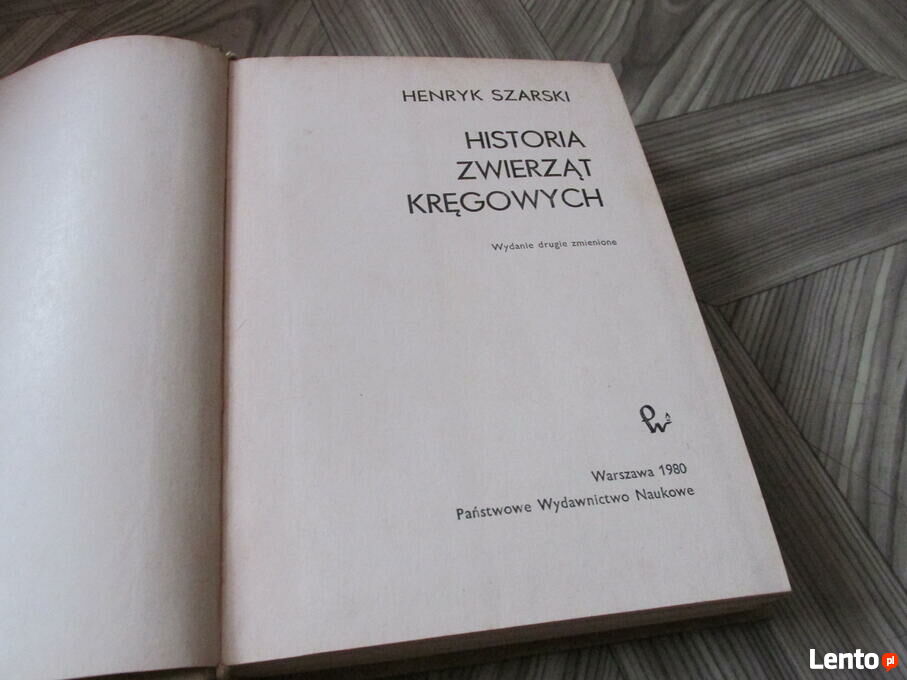 HENRYK SZARSKI
HISTORIA
ZWIERZĄT
KRĘGOWYCH
Wydanie drugie zmienione
Warszawa 1980
Państwowe Wydawnictwo Naukowe
Lento.pl